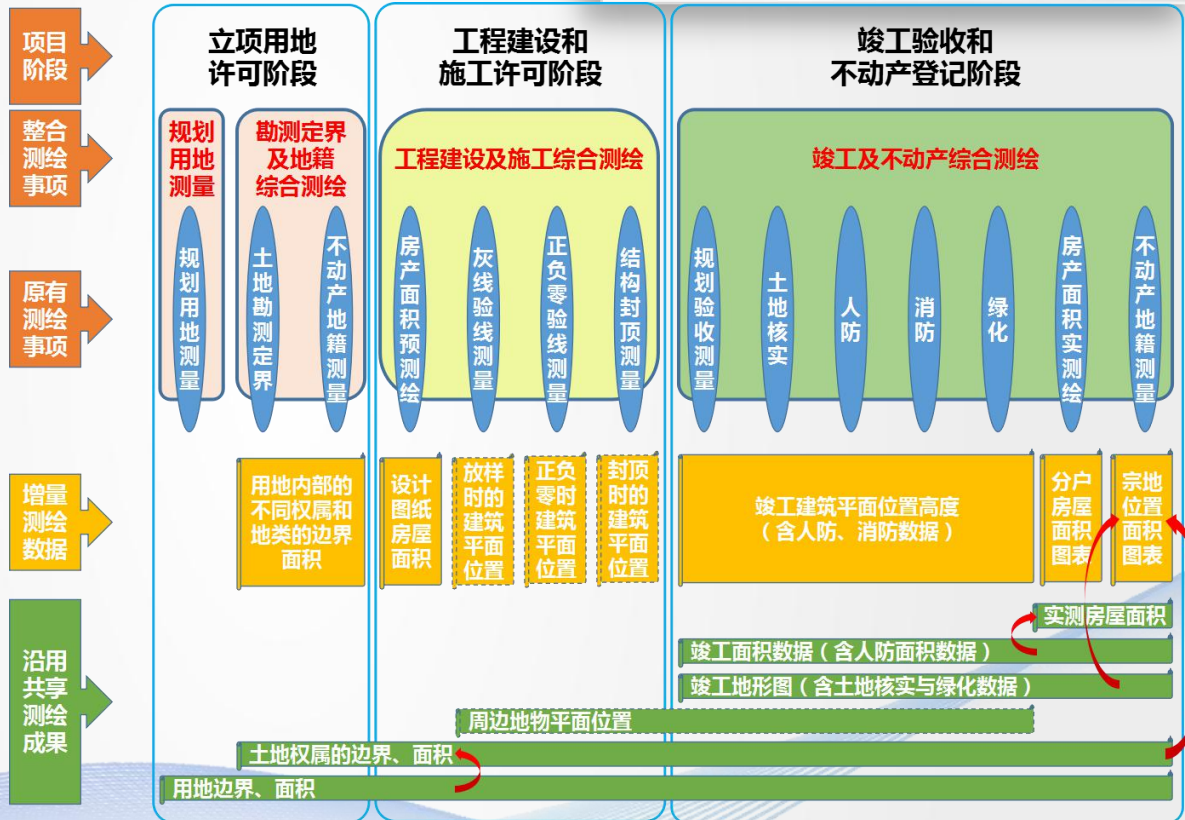 项目
阶段
立项用地
许可阶段
工程建设和
施工许可阶段
竣工验收和
不动产登记阶段
整合
测绘
事项
规划
用地
测量
勘测定界
及地籍
综合测绘
工程建设及施工综合测绘
竣工及不动产综合测绘
原有
测绘
事项
规划用地测量
土地勘测定界
不动产地籍测量
房产面积预测绘
灰线验线测量
正负零验线测量
结构封顶测量
规划验收测量
土地核实
人防
消防
绿化
房产面积实测绘
不动产地籍测量
增量
测绘
数据
用地内部的
不同权属和
地类的边界
面积
设计
图纸
房屋
面积
放样
时的
建筑
平面
位置
正负
零时
建筑
平面
位置
封顶
时的
建筑
平面
位置
竣工建筑平面位置高度
（含人防、消防数据）
分户
房屋
面积
图表
宗地
位置
面积
图表
沿用
共享
测绘
成果
实测房屋面积
竣工面积数据（含人防面积数据）
竣工地形图（含土地核实与绿化数据）
周边地物平面位置
土地权属的边界、面积
用地边界、面积